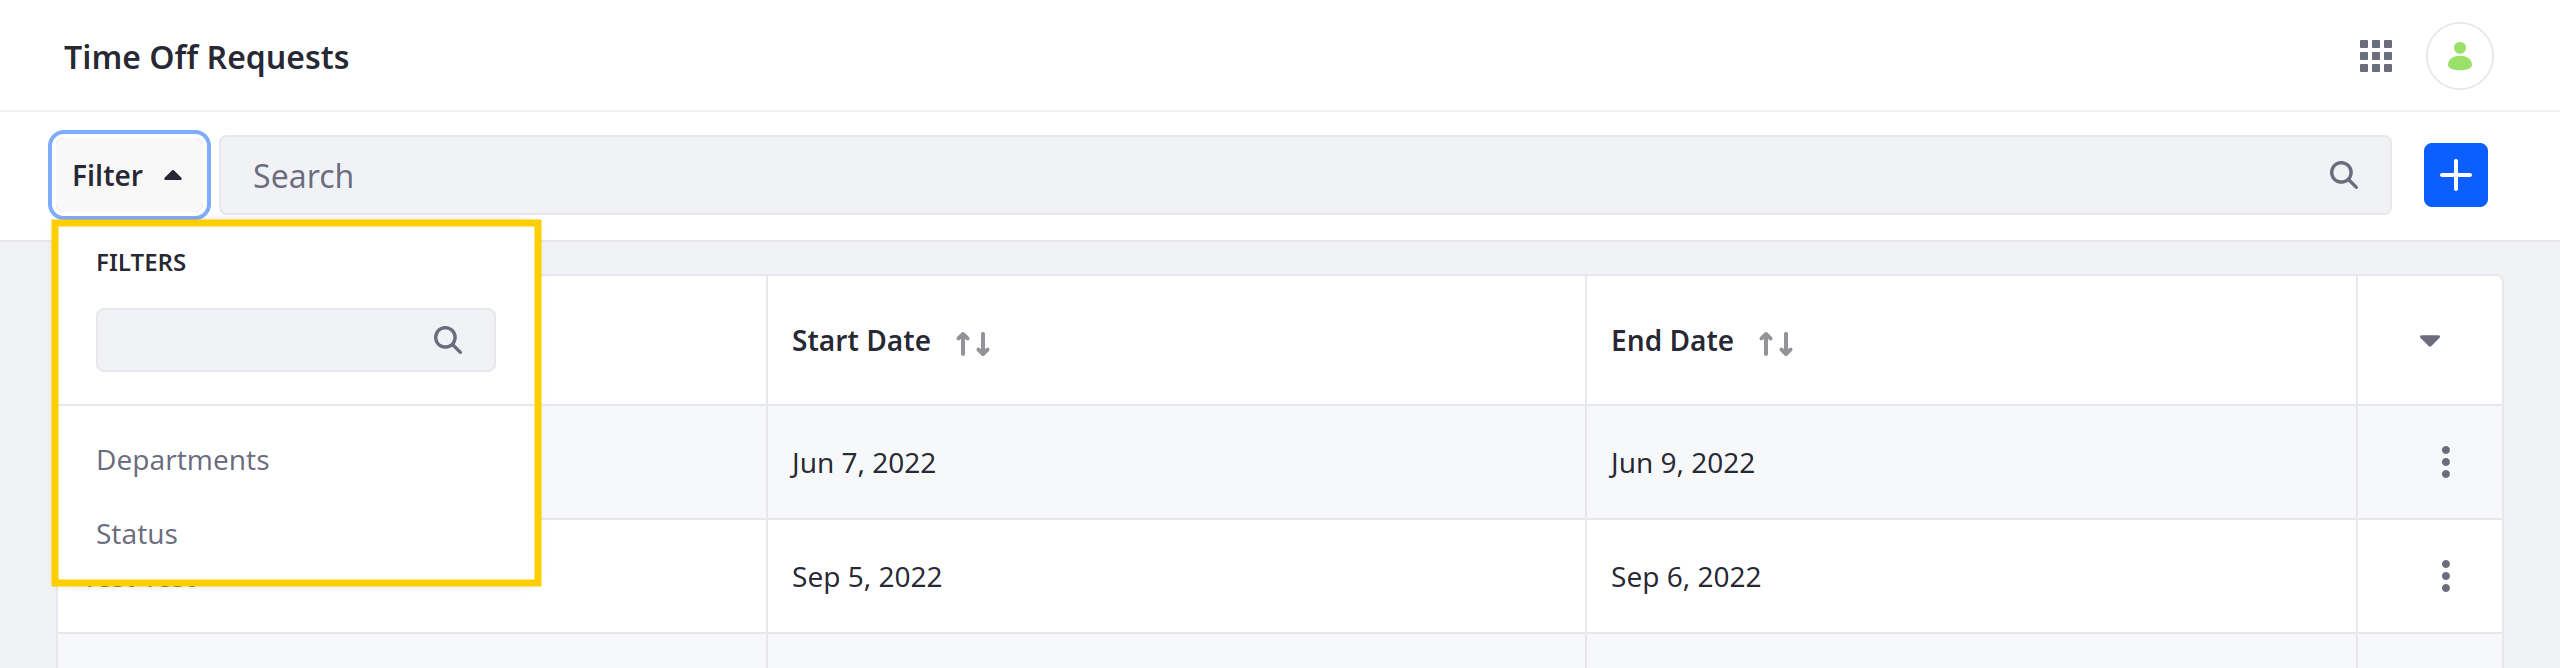 Time Off Requests
Filter
Search
FILTERS
Start Date
End Date
Departments
Jun 7, 2022
Jun 9, 2022
Status
Sep 5, 2022
Sep 6, 2022